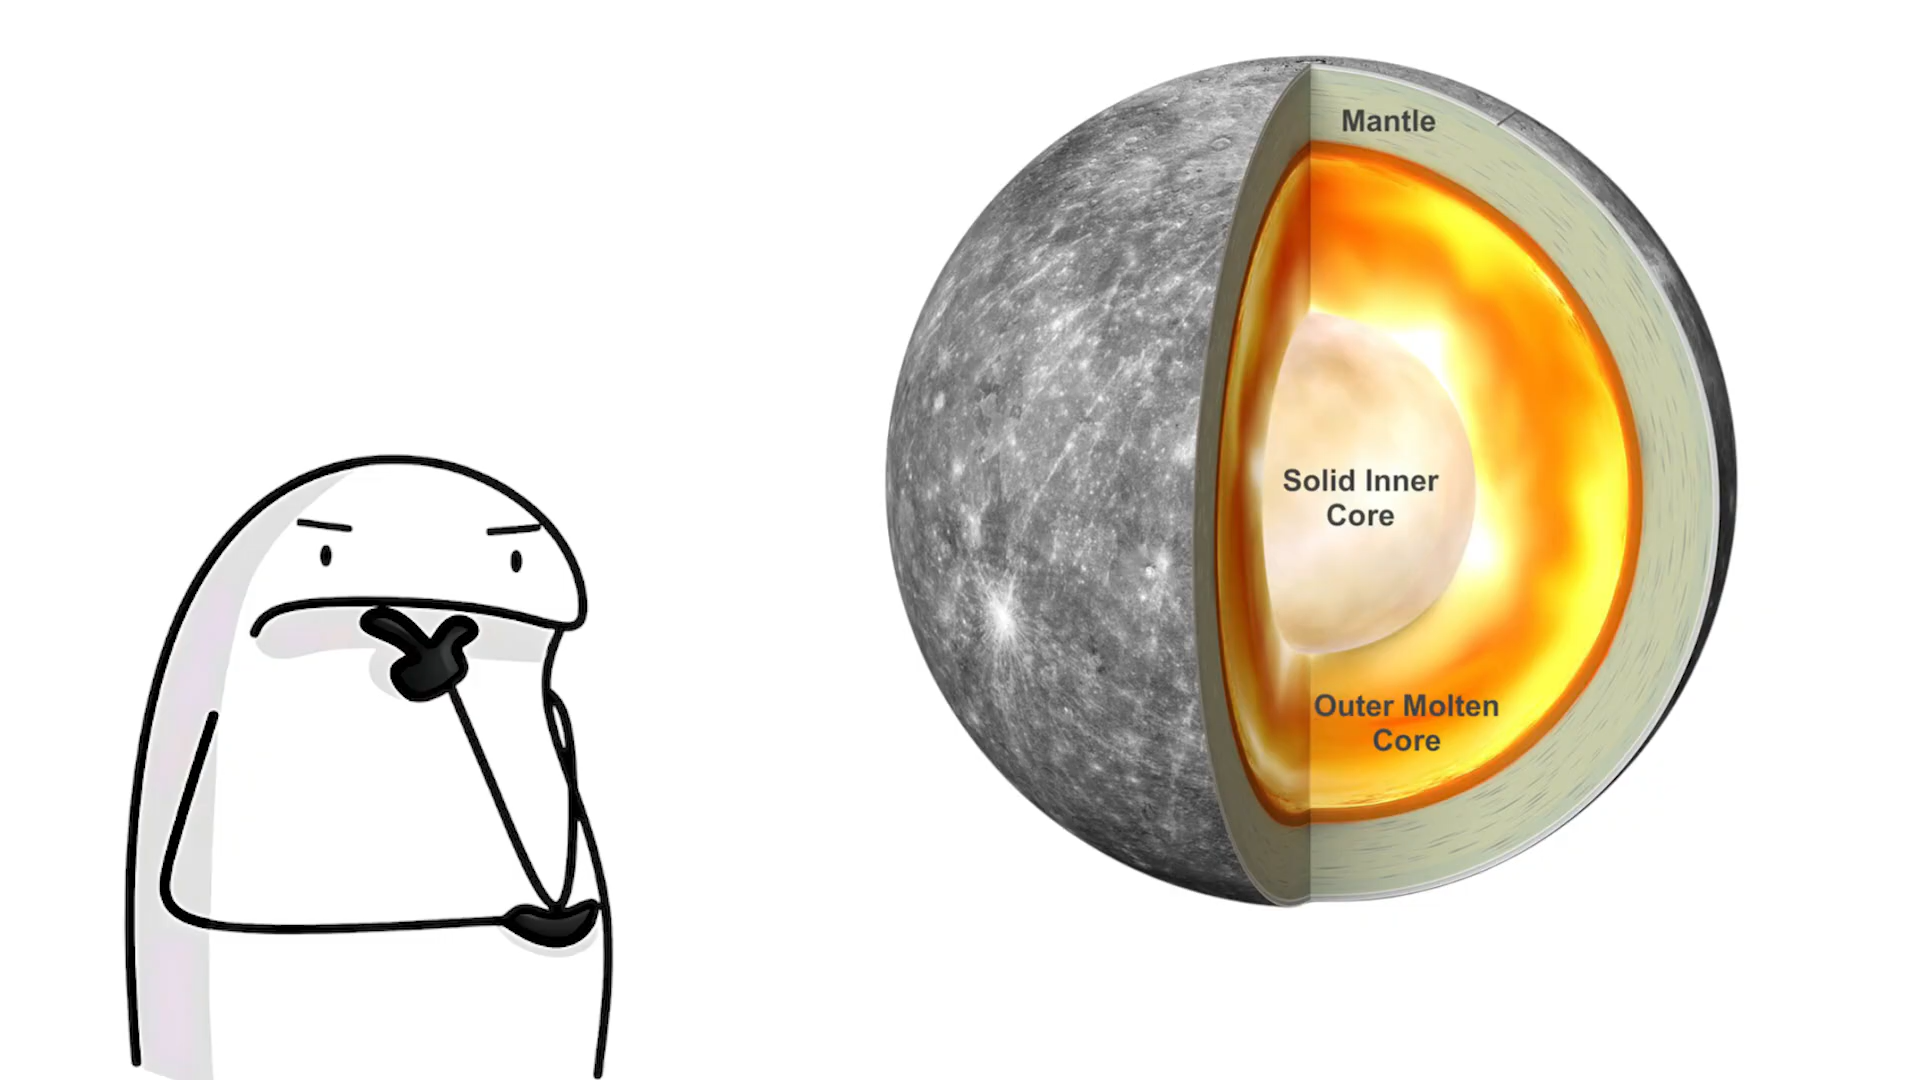 Mantle
Solid Inner
Core
Outer Molten
Core